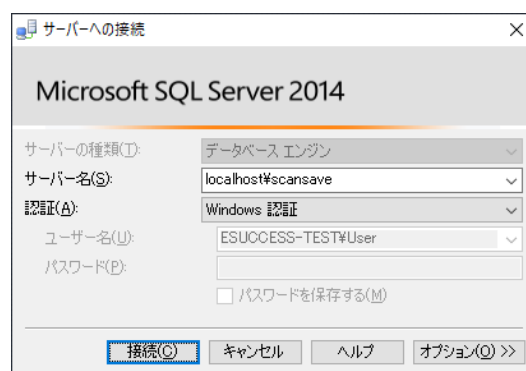 サーバーへの接続
Microsoft SQL Server 2014
サーバーの種類(T): データベース エンジン
サーバー名(S): localhost¥scansave
認証(A): Windows 認証
ユーザー名(U): ESUCCESS-TEST¥User
パスワード(P):
パスワードを保存する(M)
接続(C) キャンセル ヘルプ オプション(O) >>